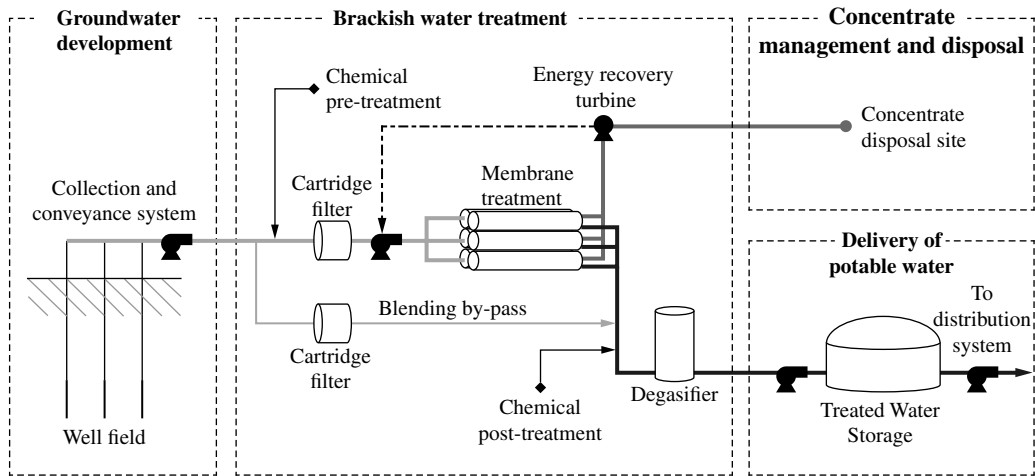 Groundwater
development
Collection and
conveyance system
Well field
Brackish water treatment
Chemical
pre-treatment
Energy recovery
turbine
Cartridge
filter
Membrane
treatment
Blending by-pass
Cartridge
filter
Chemical
post-treatment
Degasifier
Concentrate
management and disposal
Concentrate
disposal site
Delivery of
potable water
To
distribution
system
Treated Water
Storage